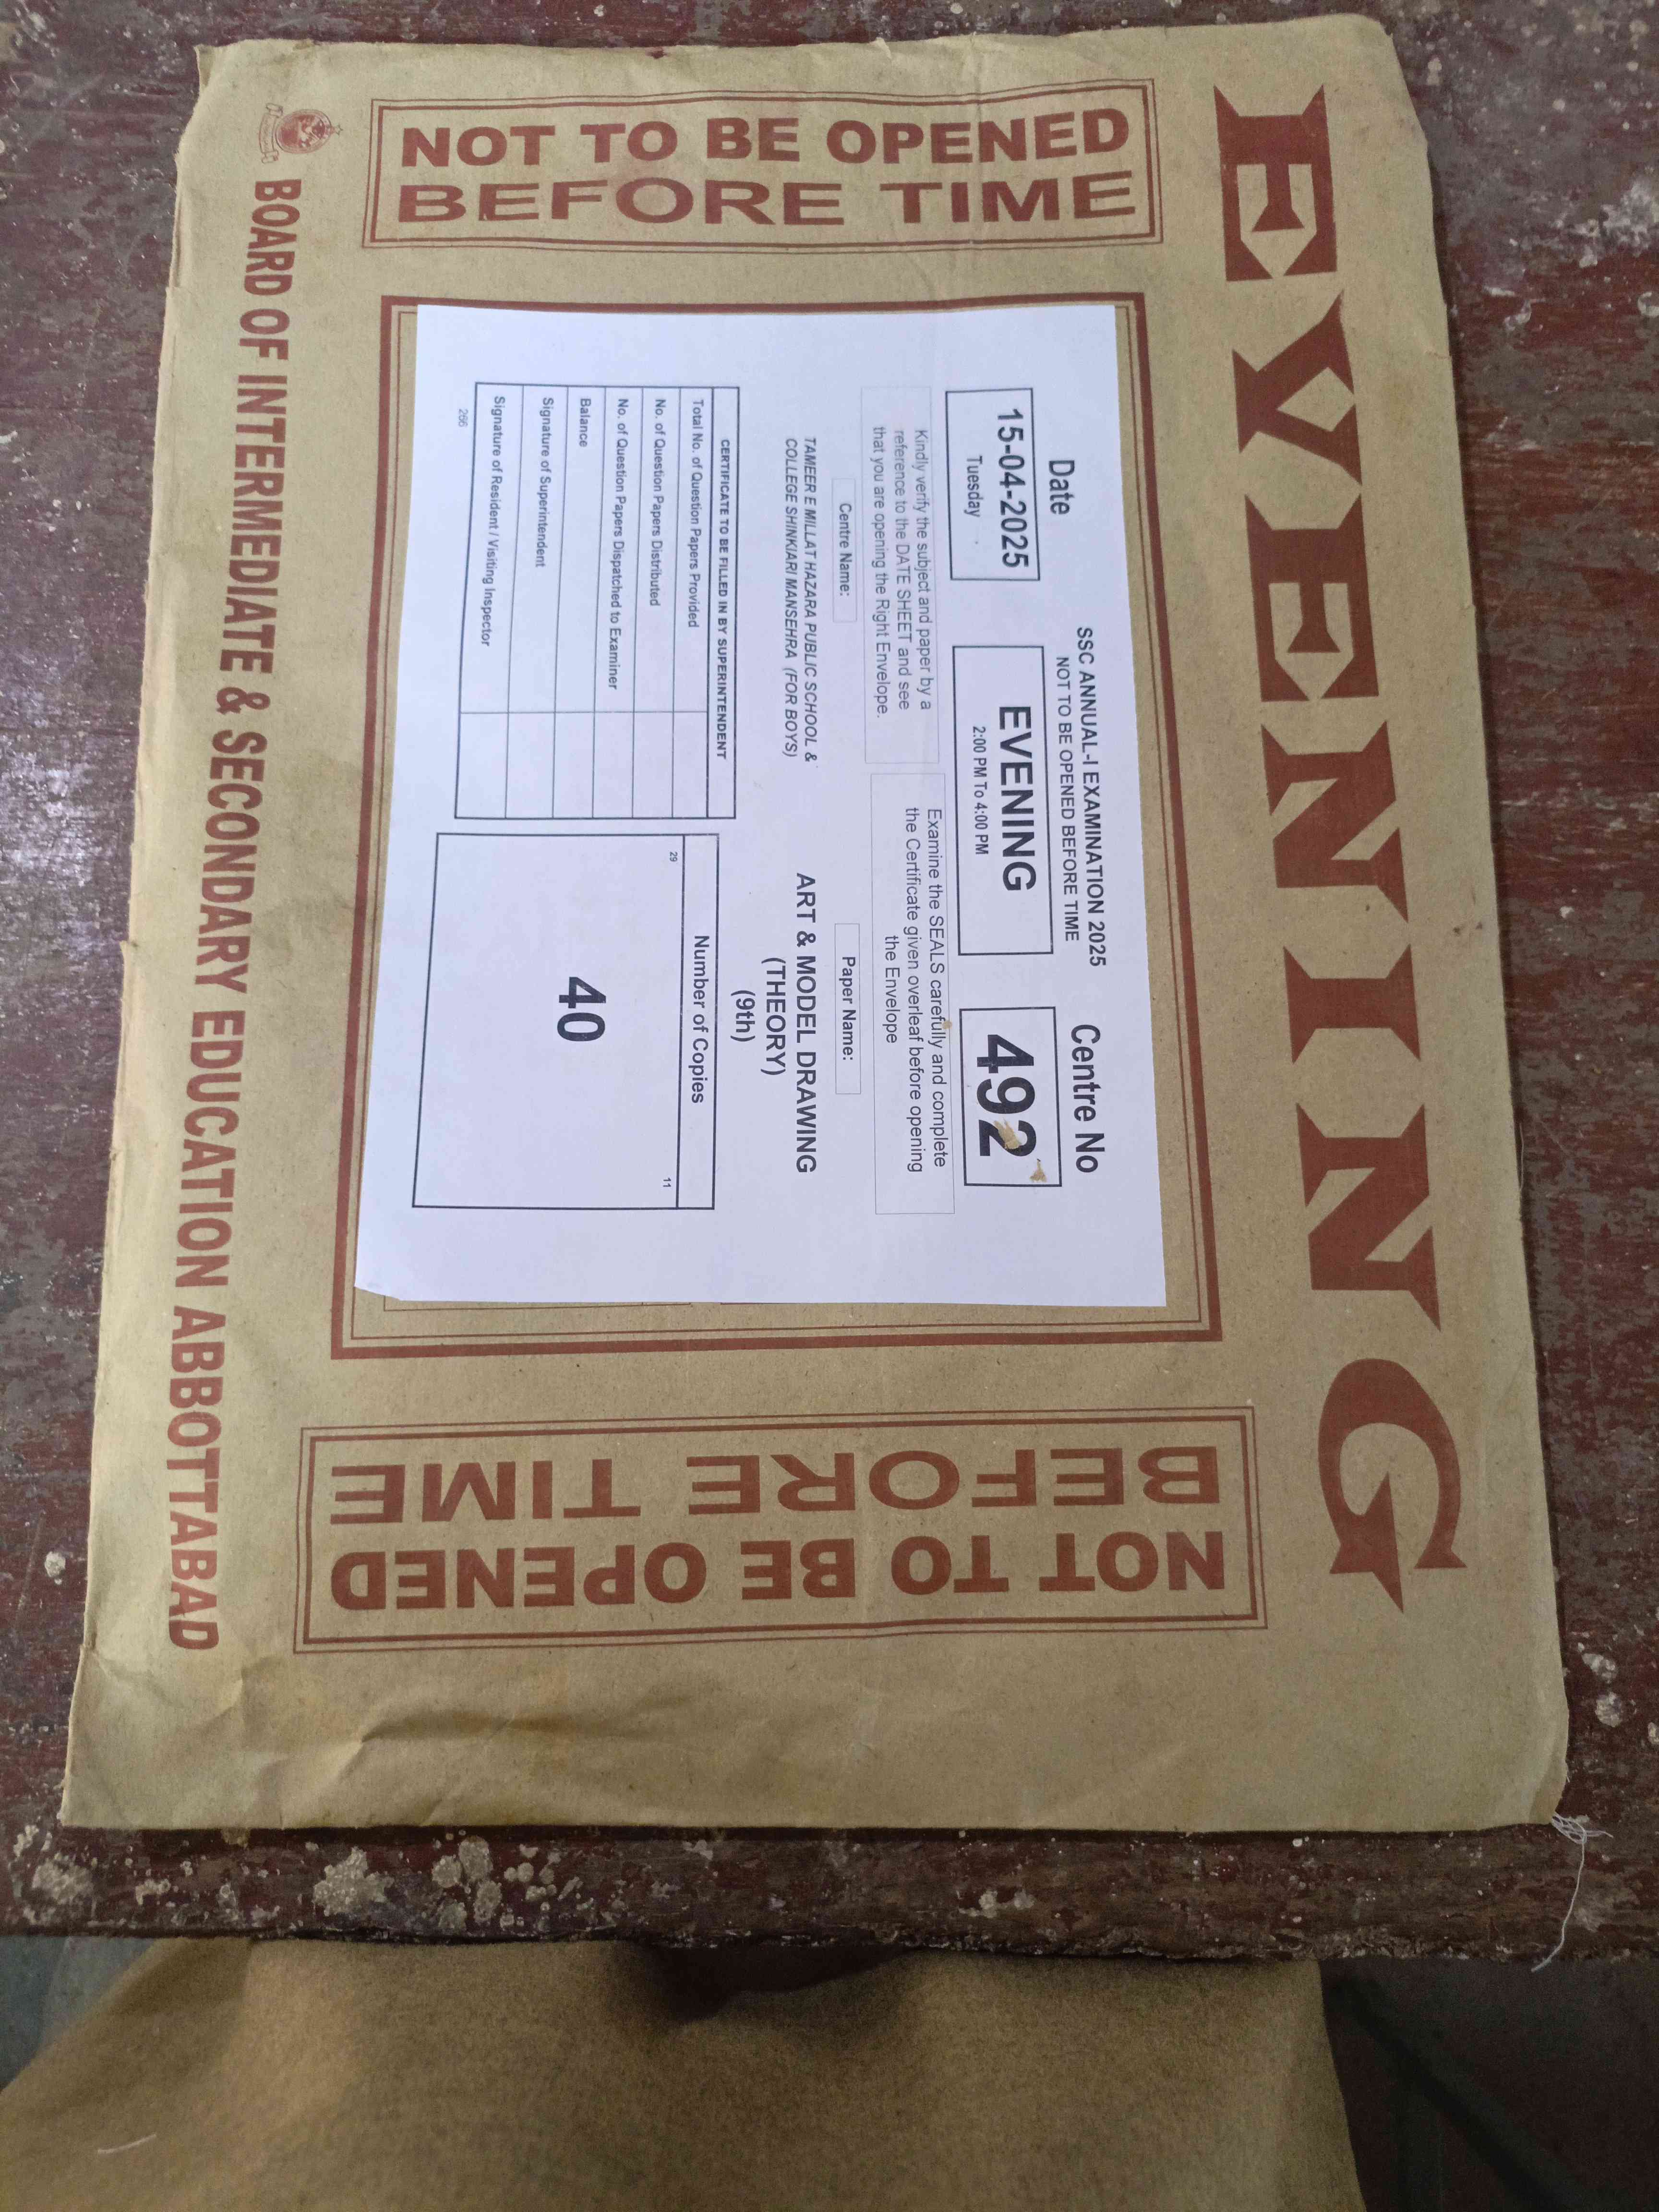 EVENING
NOT TO BE OPENED
BEFORE TIME
SSC ANNUAL-I EXAMINATION 2025
NOT TO BE OPENED BEFORE TIME
Date
15-04-2025
Tuesday
EVENING
2:00 PM To 4:00 PM
Centre No
492
Kindly verify the subject and paper by a
reference to the DATE SHEET and see
that you are opening the Right Envelope.
Examine the SEALS carefully and complete
the Certificate given overleaf before opening
the Envelope
Centre Name:
TAMEER E MILLAT HAZARA PUBLIC SCHOOL &
COLLEGE SHINKIARI MANSEHRA (FOR BOYS)
Paper Name:
ART & MODEL DRAWING
(THEORY)
(9th)
CERTIFICATE TO BE FILLED IN BY SUPERINTENDENT
Total No. of Question Papers Provided
No. of Question Papers Distributed
No. of Question Papers Dispatched to Examiner
Balance
Signature of Superintendent
Signature of Resident / Visiting Inspector
266
Number of Copies
29
11
40
NOT TO BE OPENED
BEFORE TIME
BOARD OF INTERMEDIATE & SECONDARY EDUCATION ABBOTTABAD